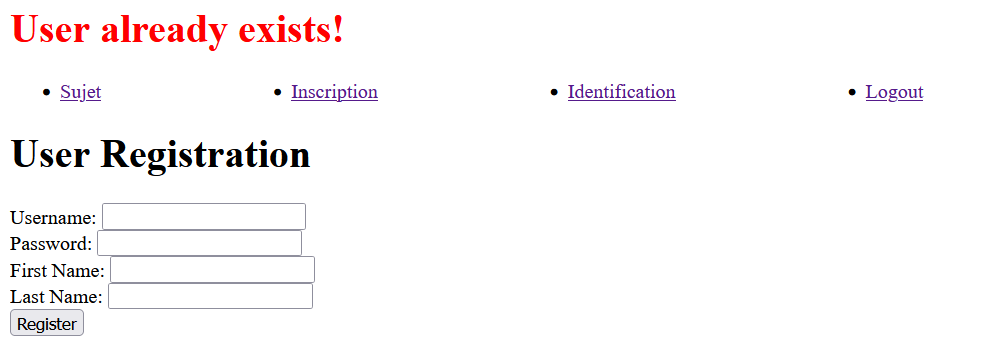 User already exists!
Sujet Inscription Identification Logout
User Registration
Username:
Password:
First Name:
Last Name:
Register